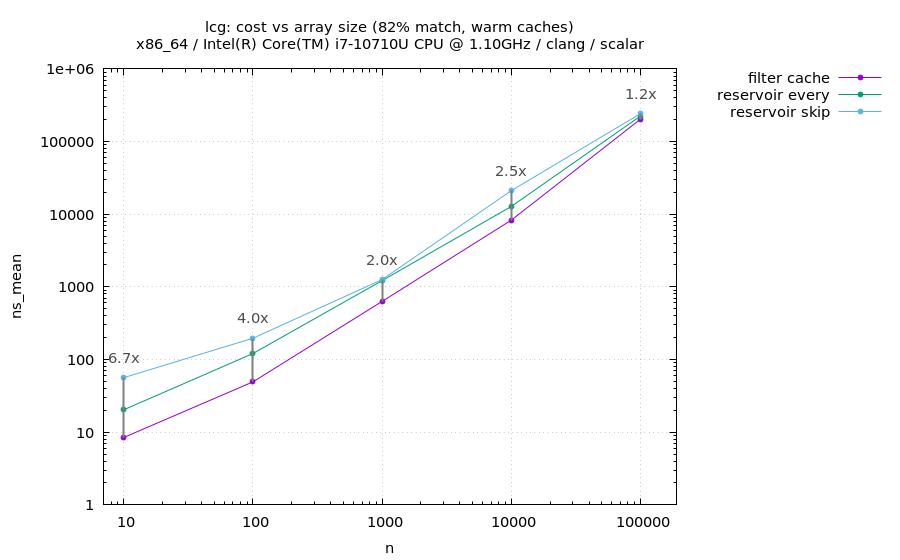 lcg: cost vs array size (82% match, warm caches)
x86_64 / Intel(R) Core(TM) i7-10710U CPU @ 1.10GHz / clang / scalar
filter cache
reservoir every
reservoir skip
1e+06
100000
10000
1000
100
10
1
ns_mean
6.7x
4.0x
2.0x
2.5x
1.2x
10
100
1000
10000
100000
n